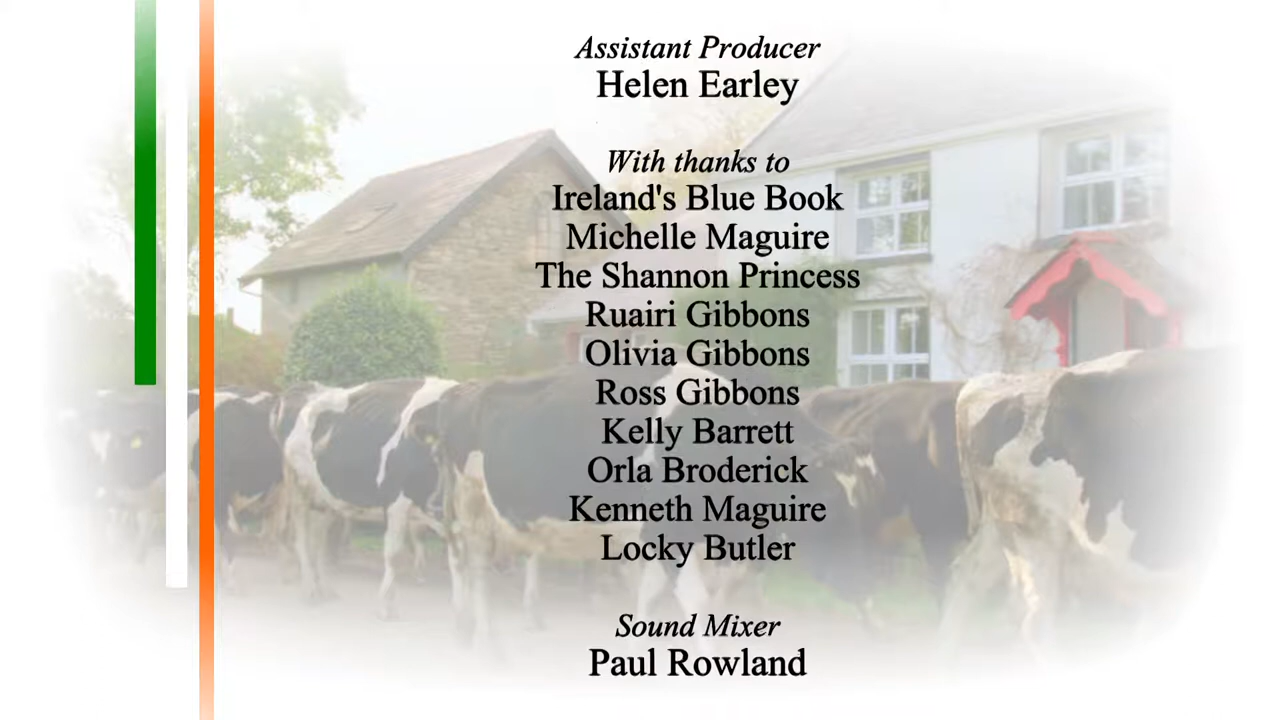 Assistant Producer
Helen Earley
With thanks to
Ireland's Blue Book
Michelle Maguire
The Shannon Princess
Ruairi Gibbons
Olivia Gibbons
Ross Gibbons
Kelly Barrett
Orla Broderick
Kenneth Maguire
Locky Butler
Sound Mixer
Paul Rowland